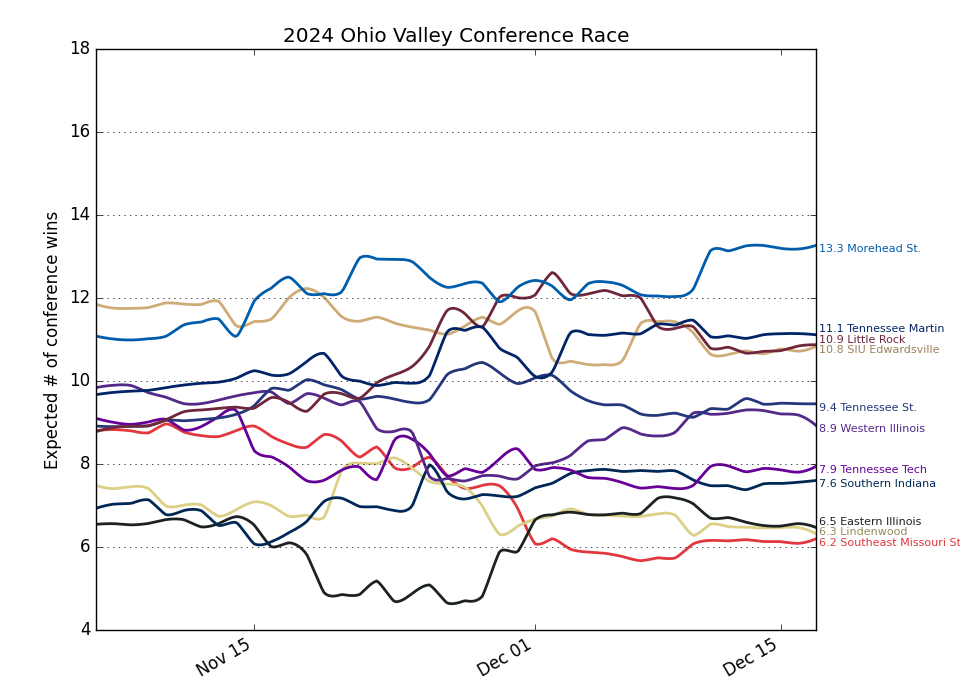 2024 Ohio Valley Conference Race
Expected # of conference wins
18
16
14
12
10
8
6
4
Nov 15
Dec 01
Dec 15
13.3 Morehead St.
11.1 Tennessee Martin
10.9 Little Rock
10.8 SIU Edwardsville
9.4 Tennessee St.
8.9 Western Illinois
7.9 Tennessee Tech
7.6 Southern Indiana
6.5 Eastern Illinois
6.3 Lindenwood
6.2 Southeast Missouri St